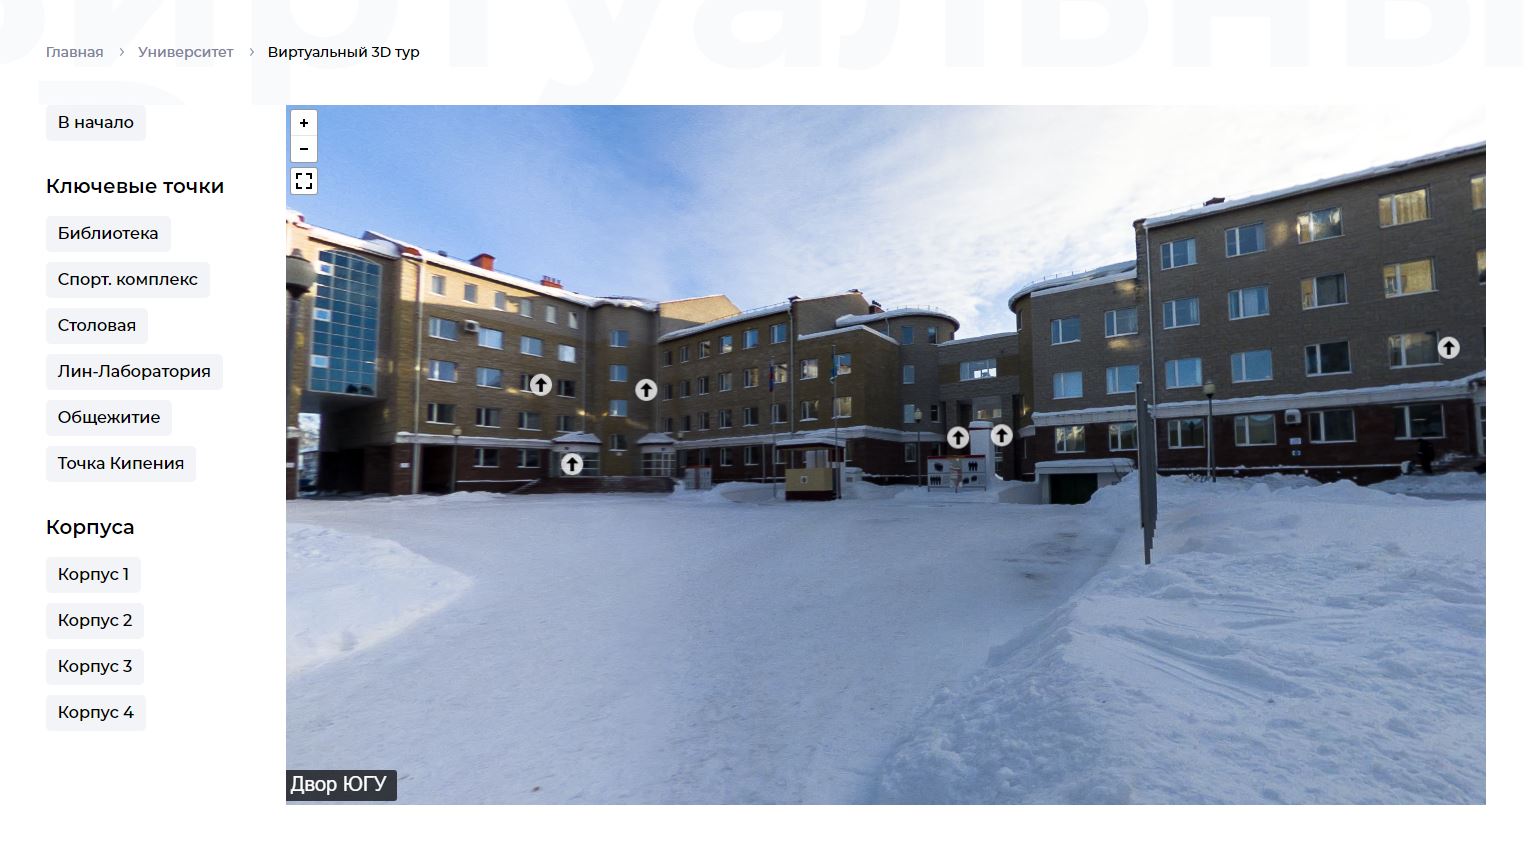 Виртуальный
Главная > Университет > Виртуальный 3D тур
В начало
Ключевые точки
Библиотека
Спорт. комплекс
Столовая
Лин-Лаборатория
Общежитие
Точка Кипения
Корпуса
Корпус 1
Корпус 2
Корпус 3
Корпус 4
+
−
Двор ЮГУ